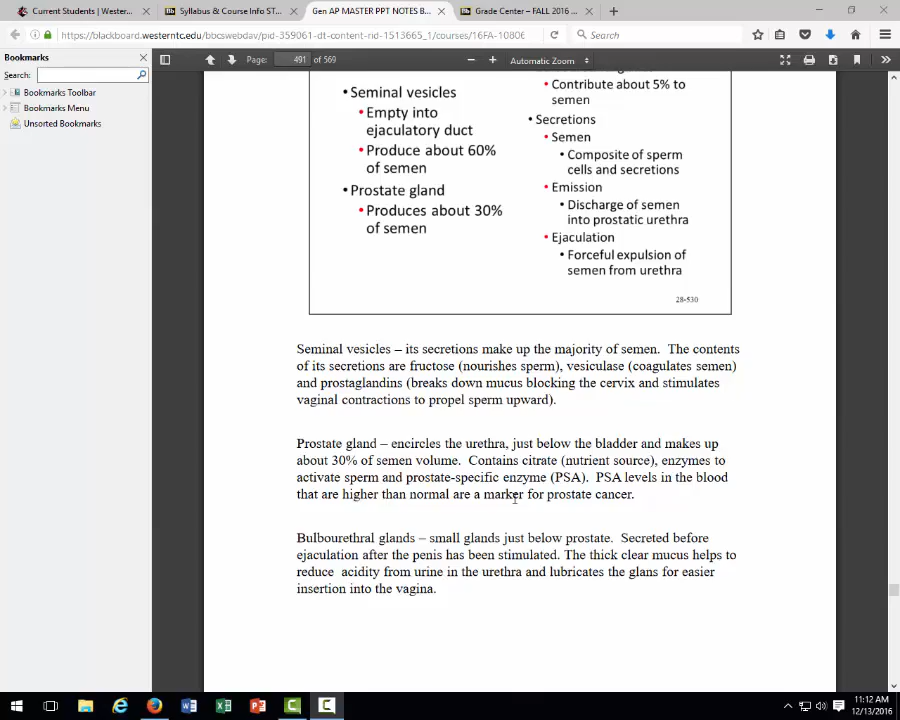 Current Students | Wester...
Syllabus & Course Info ST...
Gen AP MASTER PPT NOTES B...
Grade Center – FALL 2016 ...
https://blackboard.westerntc.edu/bbcswebdav/pid-359061-dt-content-rid-1513665_1/courses/16FA-10806
Search
Bookmarks
Search:
Bookmarks Toolbar
Bookmarks Menu
Unsorted Bookmarks
Page:
491
of 569
Automatic Zoom
• Seminal vesicles
• Empty into
ejaculatory duct
• Produce about 60%
of semen
• Prostate gland
• Produces about 30%
of semen
• Contribute about 5% to
semen
• Secretions
• Semen
• Composite of sperm
cells and secretions
• Emission
• Discharge of semen
into prostatic urethra
• Ejaculation
• Forceful expulsion of
semen from urethra
28-530
Seminal vesicles – its secretions make up the majority of semen. The contents
of its secretions are fructose (nourishes sperm), vesiculase (coagulates semen)
and prostaglandins (breaks down mucus blocking the cervix and stimulates
vaginal contractions to propel sperm upward).
Prostate gland – encircles the urethra, just below the bladder and makes up
about 30% of semen volume. Contains citrate (nutrient source), enzymes to
activate sperm and prostate-specific enzyme (PSA). PSA levels in the blood
that are higher than normal are a marker for prostate cancer.
Bulbourethral glands – small glands just below prostate. Secreted before
ejaculation after the penis has been stimulated. The thick clear mucus helps to
reduce acidity from urine in the urethra and lubricates the glans for easier
insertion into the vagina.
11:12 AM
12/13/2016